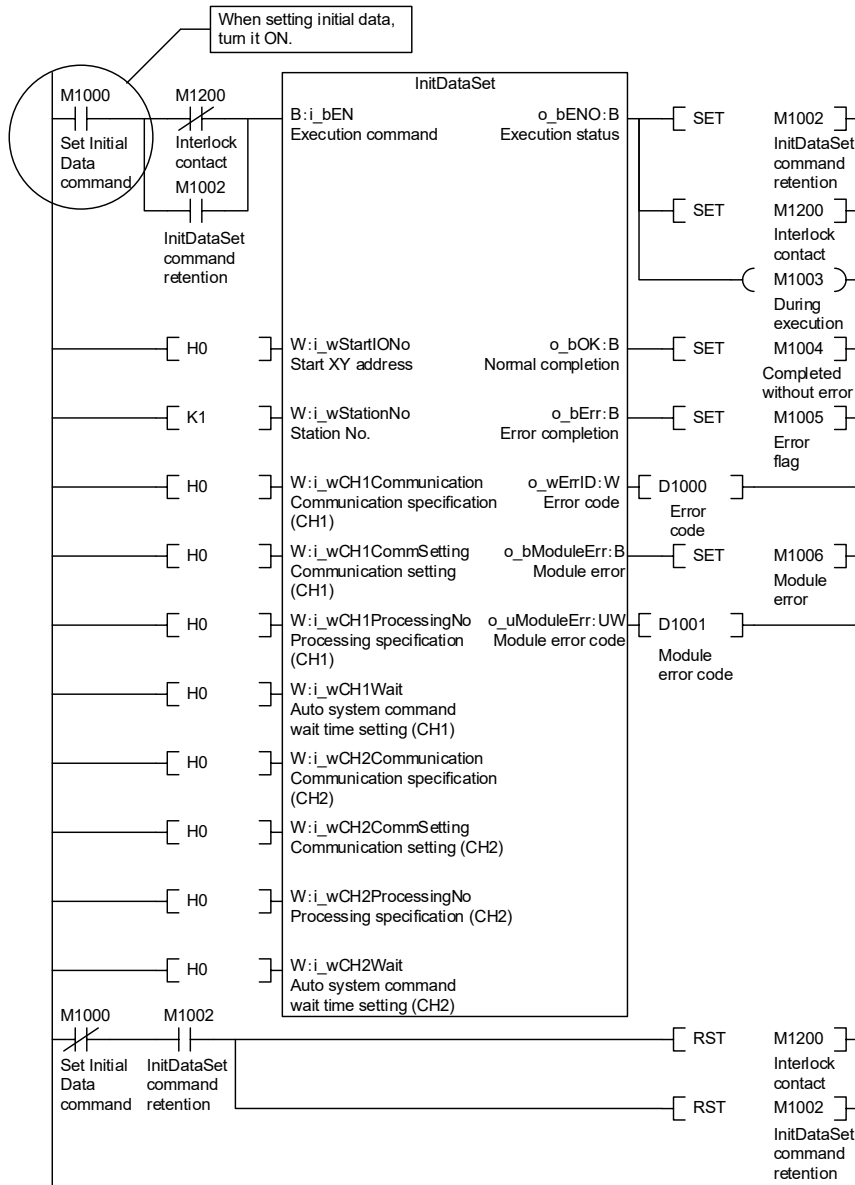 When setting initial data,
turn it ON.
InitDataSet
M1000
M1200
B:i_bEN
o_bENO:B
SET
M1002
Set Initial
Data
command
Interlock
contact
Execution command
Execution status
InitDataSet
command
retention
M1002
InitDataSet
command
retention
SET
M1200
Interlock
contact
M1003
During
execution
H0
W:i_wStartIONo
Start XY address
o_bOK:B
Normal completion
SET
M1004
Completed
without error
K1
W:i_wStationNo
Station No.
o_bErr:B
Error completion
SET
M1005
Error
flag
H0
W:i_wCH1Communication
Communication specification
(CH1)
o_wErrID:W
Error code
D1000
Error
code
H0
W:i_wCH1CommSetting
Communication setting
(CH1)
o_bModuleErr:B
Module error
SET
M1006
Module
error
H0
W:i_wCH1ProcessingNo
Processing specification
(CH1)
o_uModuleErr:UW
Module error code
D1001
Module
error code
H0
W:i_wCH1Wait
Auto system command
wait time setting (CH1)
H0
W:i_wCH2Communication
Communication specification
(CH2)
H0
W:i_wCH2CommSetting
Communication setting (CH2)
H0
W:i_wCH2ProcessingNo
Processing specification (CH2)
H0
W:i_wCH2Wait
Auto system command
wait time setting (CH2)
M1000
Set Initial
Data
command
M1002
InitDataSet
command
retention
RST
M1200
Interlock
contact
RST
M1002
InitDataSet
command
retention